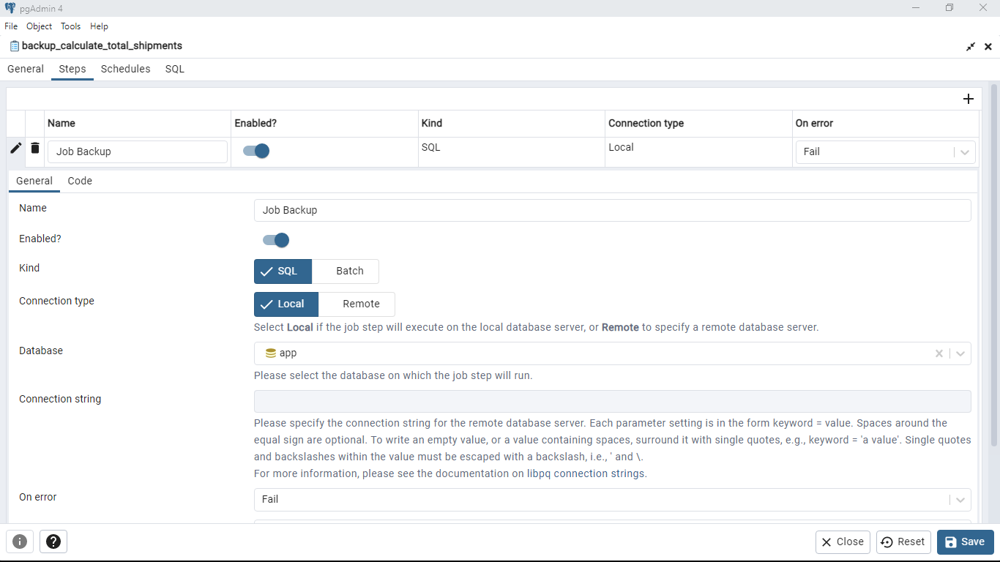 pgAdmin 4
File Object Tools Help
backup_calculate_total_shipments
General Steps Schedules SQL
Name Enabled? Kind Connection type On error
Job Backup SQL Local Fail
General Code
Name Job Backup
Enabled?
Kind SQL Batch
Connection type Local Remote
Select Local if the job step will execute on the local database server, or Remote to specify a remote database server.
Database app
Please select the database on which the job step will run.
Connection string
Please specify the connection string for the remote database server. Each parameter setting is in the form keyword = value. Spaces around the
equal sign are optional. To write an empty value, or a value containing spaces, surround it with single quotes, e.g., keyword = 'a value'. Single quotes
and backslashes within the value must be escaped with a backslash, i.e., ' and \.
For more information, please see the documentation on libpq connection strings.
On error Fail
Close Reset Save